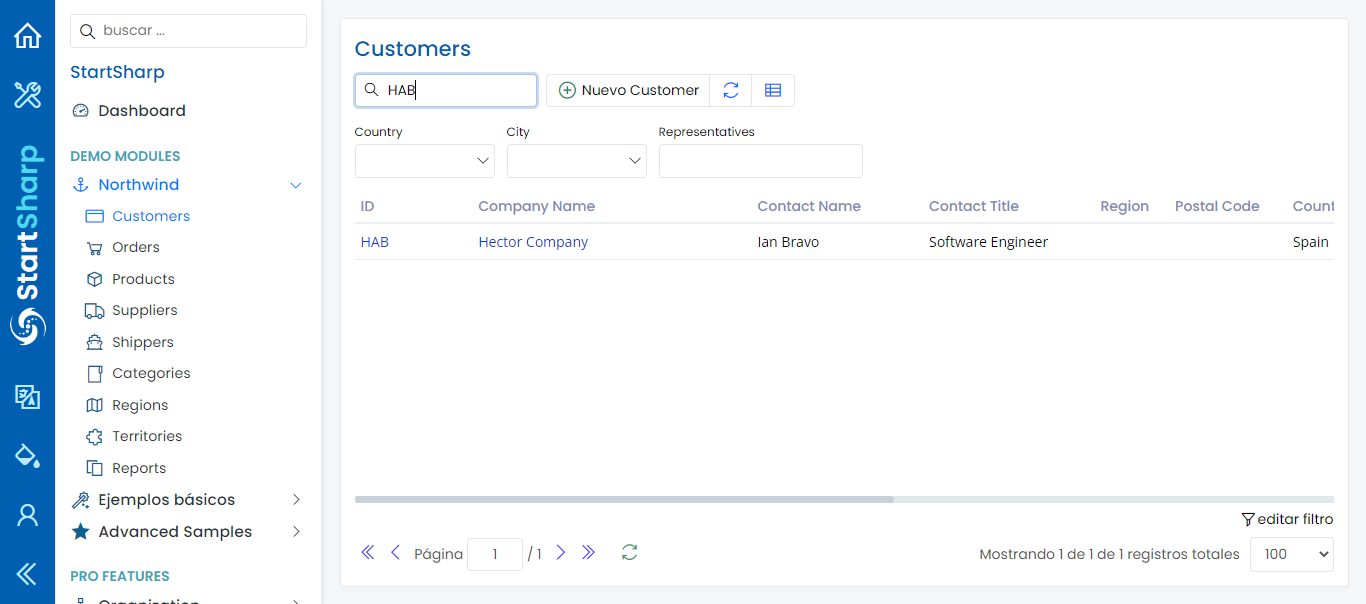 buscar ...
StartSharp
Dashboard
DEMO MODULES
Northwind
Customers
Orders
Products
Suppliers
Shippers
Categories
Regions
Territories
Reports
Ejemplos básicos
Advanced Samples
PRO FEATURES
Organization
StartSharp
Customers
HAB
Nuevo Customer
Country City Representatives
ID Company Name Contact Name Contact Title Region Postal Code Count
HAB Hector Company Ian Bravo Software Engineer Spain
editar filtro
Página 1 / 1 Mostrando 1 de 1 de 1 registros totales 100